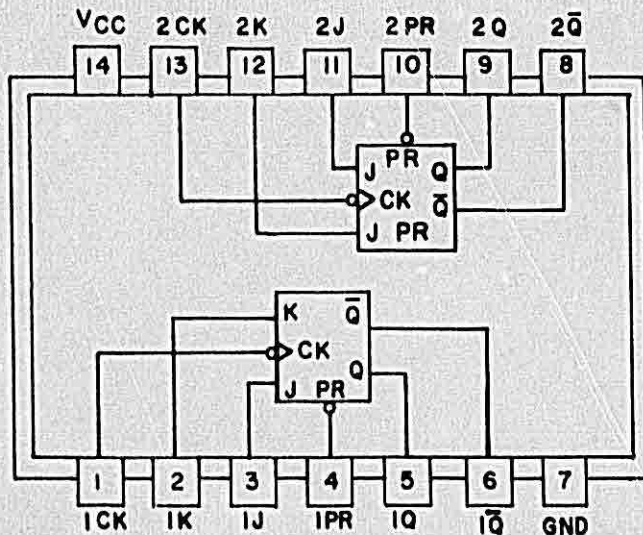 VCC 2CK 2K 2J 2PR 2Q 2Q̅
14 13 12 11 10 9 8
J PR Q
CK Q̅
J PR
K Q̅
CK
Q
J PR
1 2 3 4 5 6 7
1CK 1K 1J 1PR 1Q 1Q̅ GND